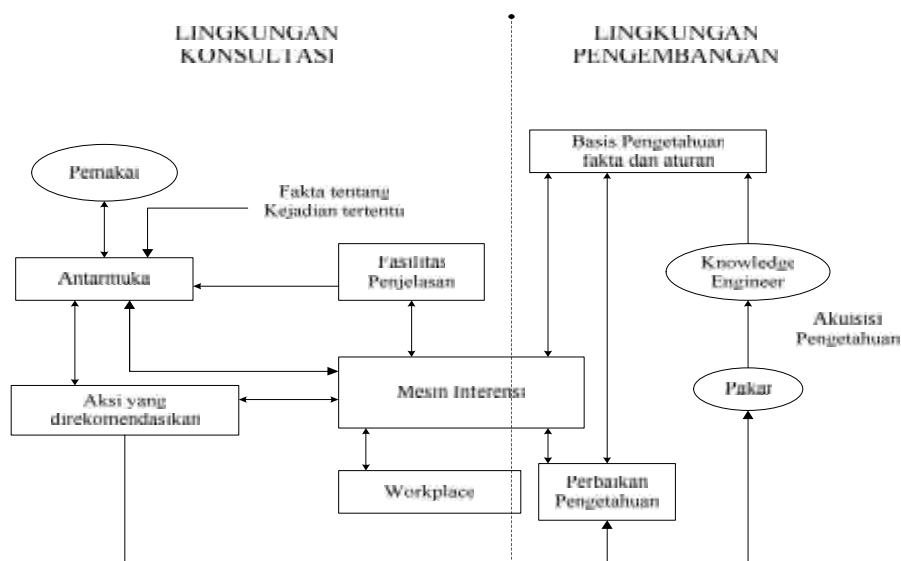 LINGKUNGAN
KONSULTASI
LINGKUNGAN
PENGEMBANGAN
Pemakai
Fakta tentang
Kejadian tertentu
Antarmuka
Fasilitas
Penjelasan
Aksi yang
direkomendasikan
Mesin Inferensi
Workplace
Basis Pengetahuan
fakta dan aturan
Knowledge
Engineer
Akuisisi
Pengetahuan
Pakar
Perbaikan
Pengetahuan